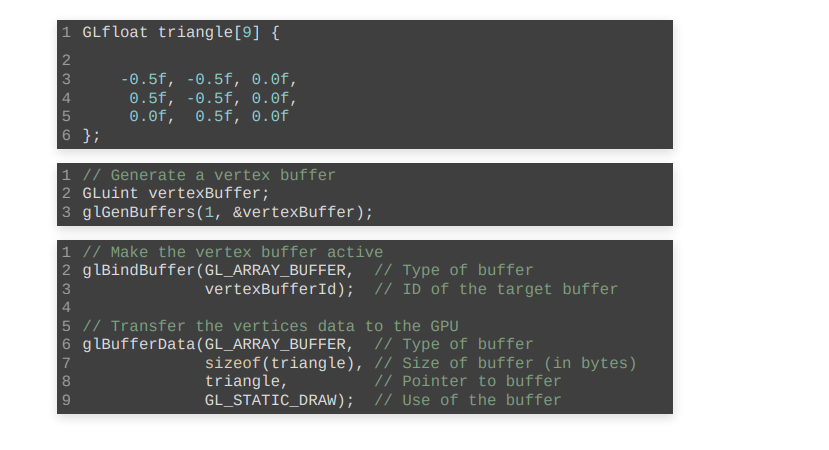 1 GLfloat triangle[9] {
2
3     -0.5f, -0.5f, 0.0f,
4      0.5f, -0.5f, 0.0f,
5      0.0f,  0.5f, 0.0f
6 };
1 // Generate a vertex buffer
2 GLuint vertexBuffer;
3 glGenBuffers(1, &vertexBuffer);
1 // Make the vertex buffer active
2 glBindBuffer(GL_ARRAY_BUFFER,  // Type of buffer
3              vertexBufferId);  // ID of the target buffer
4
5 // Transfer the vertices data to the GPU
6 glBufferData(GL_ARRAY_BUFFER,  // Type of buffer
7              sizeof(triangle), // Size of buffer (in bytes)
8              triangle,         // Pointer to buffer
9              GL_STATIC_DRAW);  // Use of the buffer